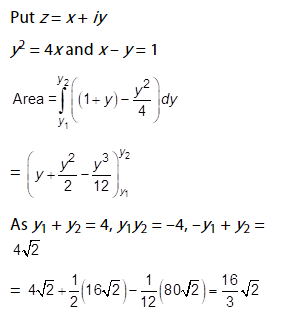 Put z = x + iy
y² = 4x and x – y = 1
Area = ∫_{y₁}^{y₂} ((1 + y) – y²/4) dy
= (y + y²/2 – y³/12)_{y₁}^{y₂}
As y₁ + y₂ = 4, y₁y₂ = –4, –y₁ + y₂ =
4√2
= 4√2 + 1/2(16√2) – 1/12(80√2) = 16/3 √2